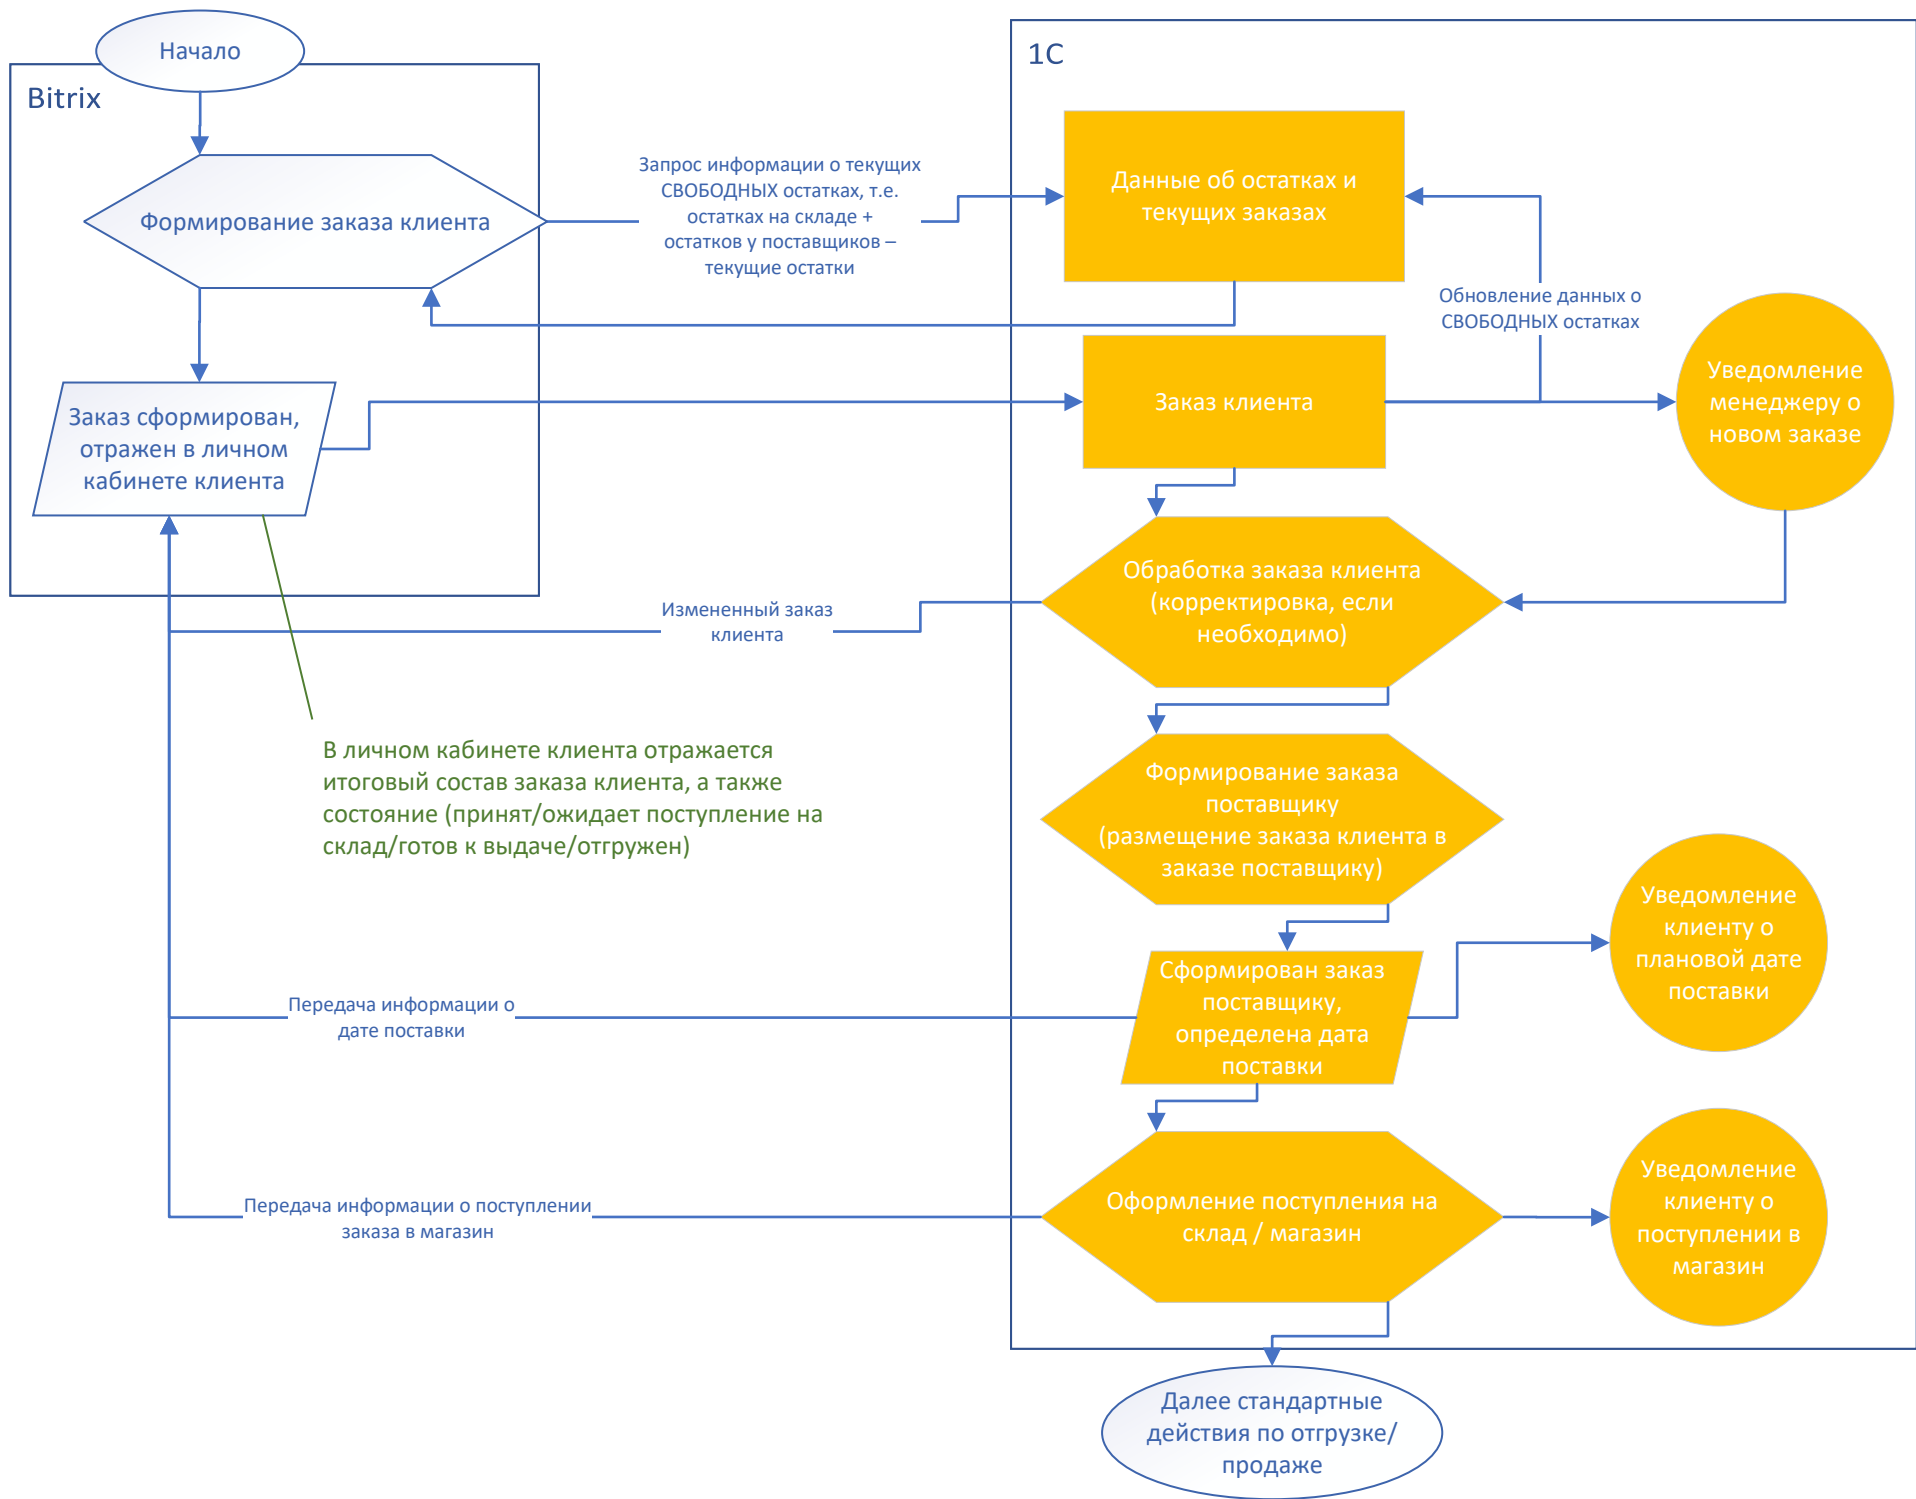 Начало
Bitrix
1С
Формирование заказа клиента
Запрос информации о текущих
СВОБОДНЫХ остатках, т.е.
остатках на складе +
остатков у поставщиков –
текущие остатки
Данные об остатках и
текущих заказах
Обновление данных о
СВОБОДНЫХ остатках
Заказ сформирован,
отражен в личном
кабинете клиента
Заказ клиента
Уведомление
менеджеру о
новом заказе
Обработка заказа клиента
(корректировка, если
необходимо)
Измененный заказ
клиента
В личном кабинете клиента отражается
итоговый состав заказа клиента, а также
состояние (принят/ожидает поступление на
склад/готов к выдаче/отгружен)
Формирование заказа
поставщику
(размещение заказа клиента в
заказе поставщику)
Сформирован заказ
поставщику,
определена дата
поставки
Уведомление
клиенту о
плановой дате
поставки
Передача информации о
дате поставки
Передача информации о поступлении
заказа в магазин
Оформление поступления на
склад / магазин
Уведомление
клиенту о
поступлении в
магазин
Далее стандартные
действия по отгрузке/
продаже